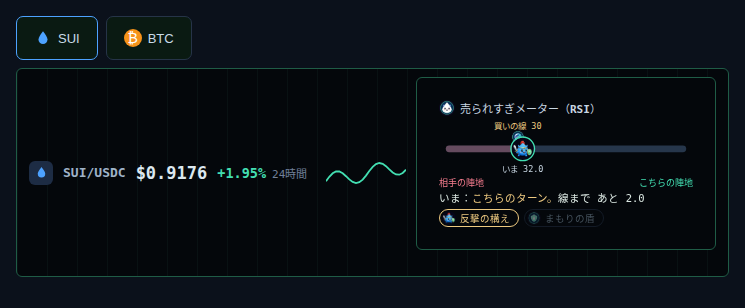 SUI
BTC
SUI/USDC $0.9176 +1.95% 24時間
売られすぎメーター（RSI）
買いの線 30
いま 32.0
相手の陣地 こちらの陣地
いま：こちらのターン。線まで あと 2.0
反撃の構え まもりの盾